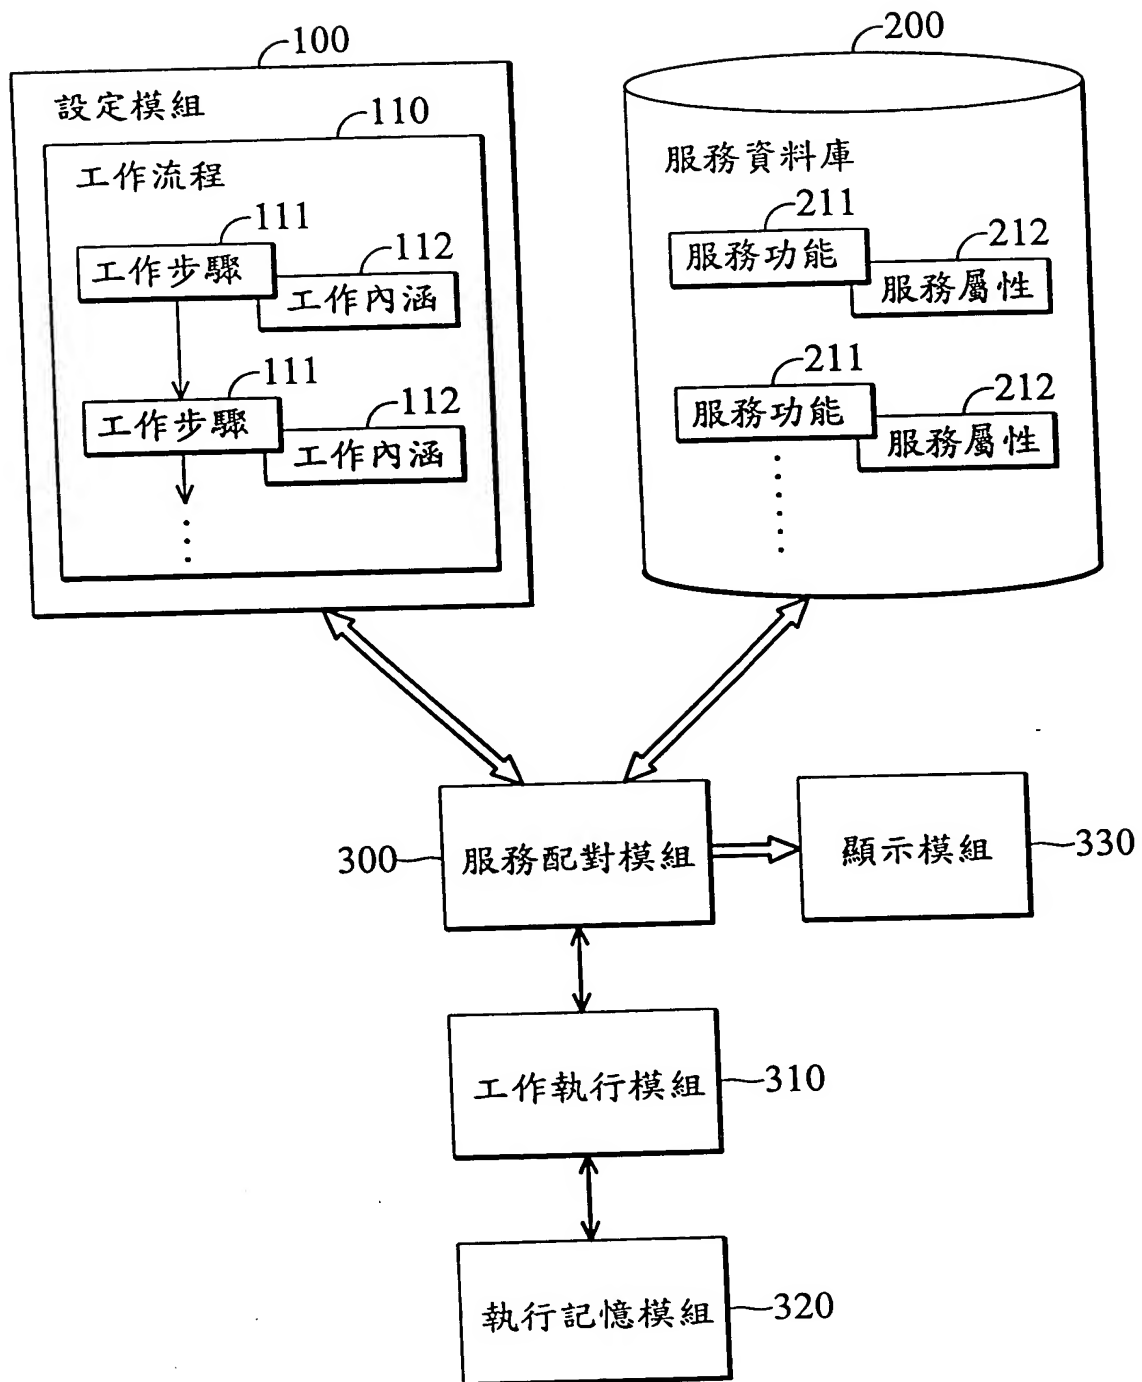 100
設定模組
110
工作流程
111
工作步驟
112
工作內涵
111
工作步驟
112
工作內涵
200
服務資料庫
211
服務功能
212
服務屬性
211
服務功能
212
服務屬性
300
服務配對模組
顯示模組
330
工作執行模組
310
執行記憶模組
320